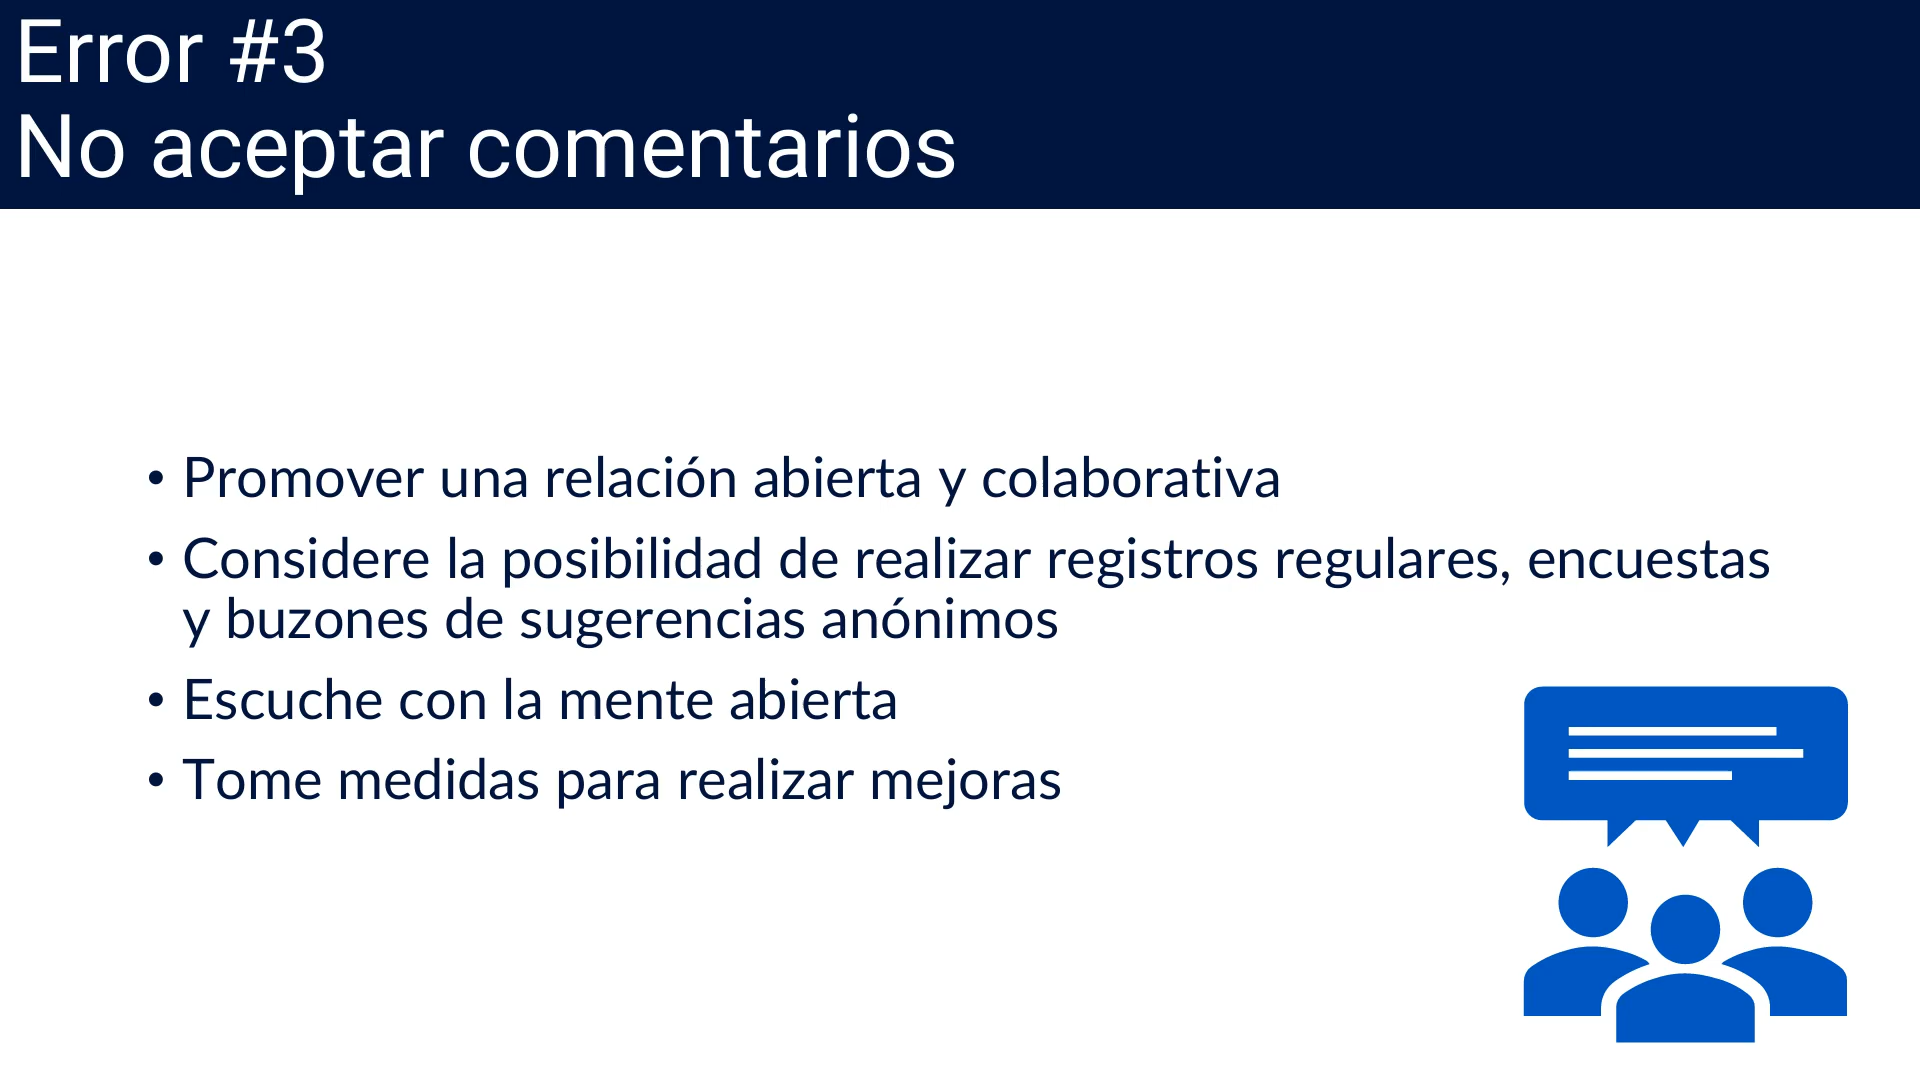 Error #3
No aceptar comentarios
• Promover una relación abierta y colaborativa
• Considere la posibilidad de realizar registros regulares, encuestas
y buzones de sugerencias anónimos
• Escuche con la mente abierta
• Tome medidas para realizar mejoras